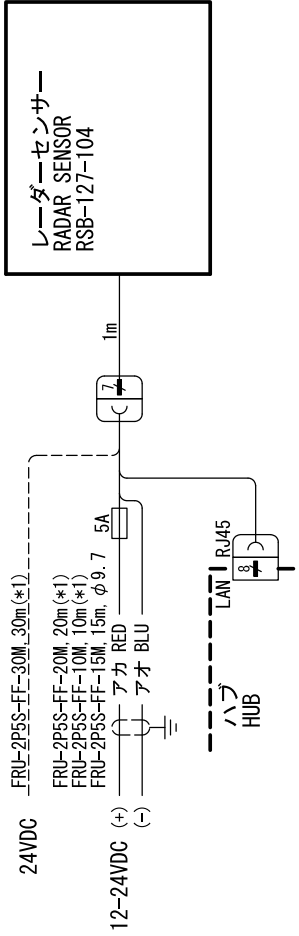 レーダーセンサー
RADAR SENSOR
RSB-127-104
1m
7
5A
24VDC
FRU-2P5S-FF-30M, 30m(*1)
FRU-2P5S-FF-20M, 20m(*1)
FRU-2P5S-FF-10M, 10m(*1)
FRU-2P5S-FF-15M, 15m, φ9.7
12-24VDC (+)
アカ RED
(-)
アオ BLU
LAN
RJ45
8
ハブ
HUB